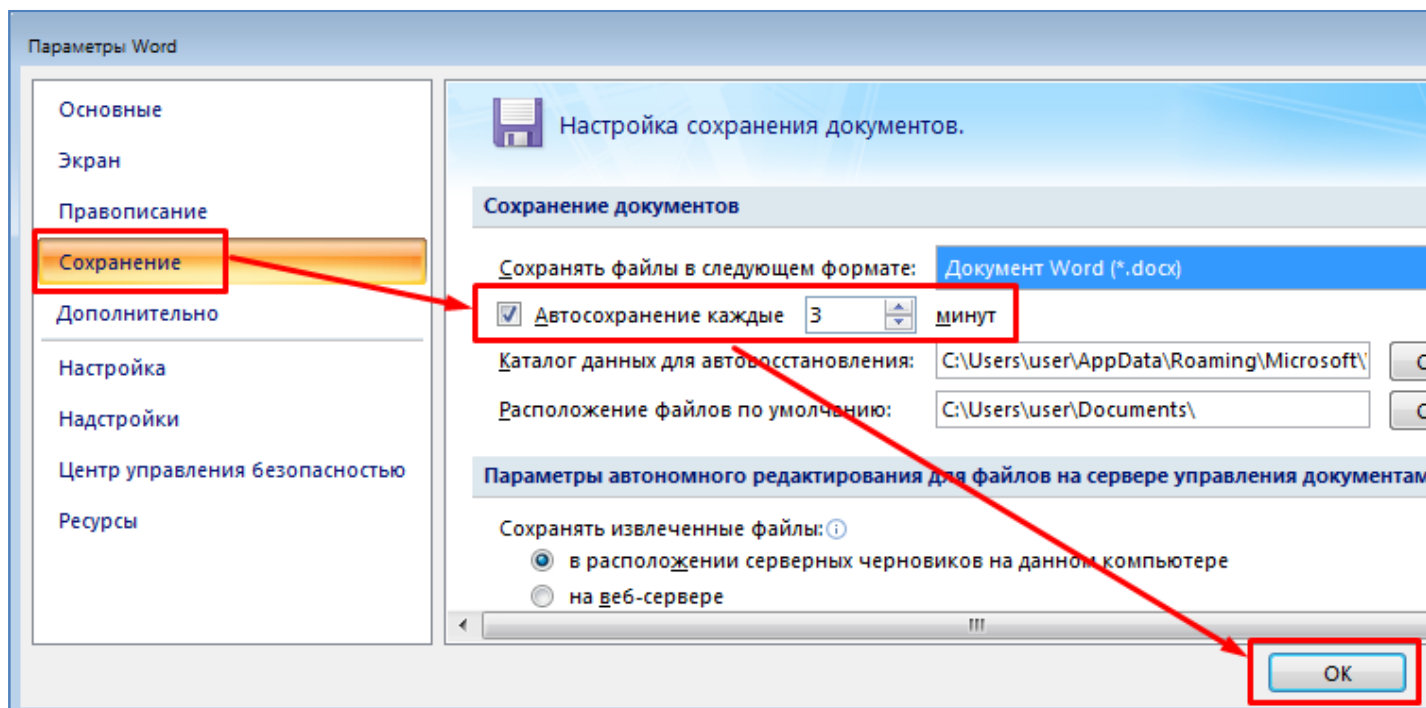 Параметры Word
Основные
Экран
Правописание
Сохранение
Дополнительно
Настройка
Надстройки
Центр управления безопасностью
Ресурсы
Настройка сохранения документов.
Сохранение документов
Сохранять файлы в следующем формате: Документ Word (*.docx)
Автосохранение каждые 3 минут
Каталог данных для автовосстановления: C:\Users\user\AppData\Roaming\Microsoft\
Расположение файлов по умолчанию: C:\Users\user\Documents\
Параметры автономного редактирования для файлов на сервере управления документам
Сохранять извлеченные файлы:
в расположении серверных черновиков на данном компьютере
на веб-сервере
ОК